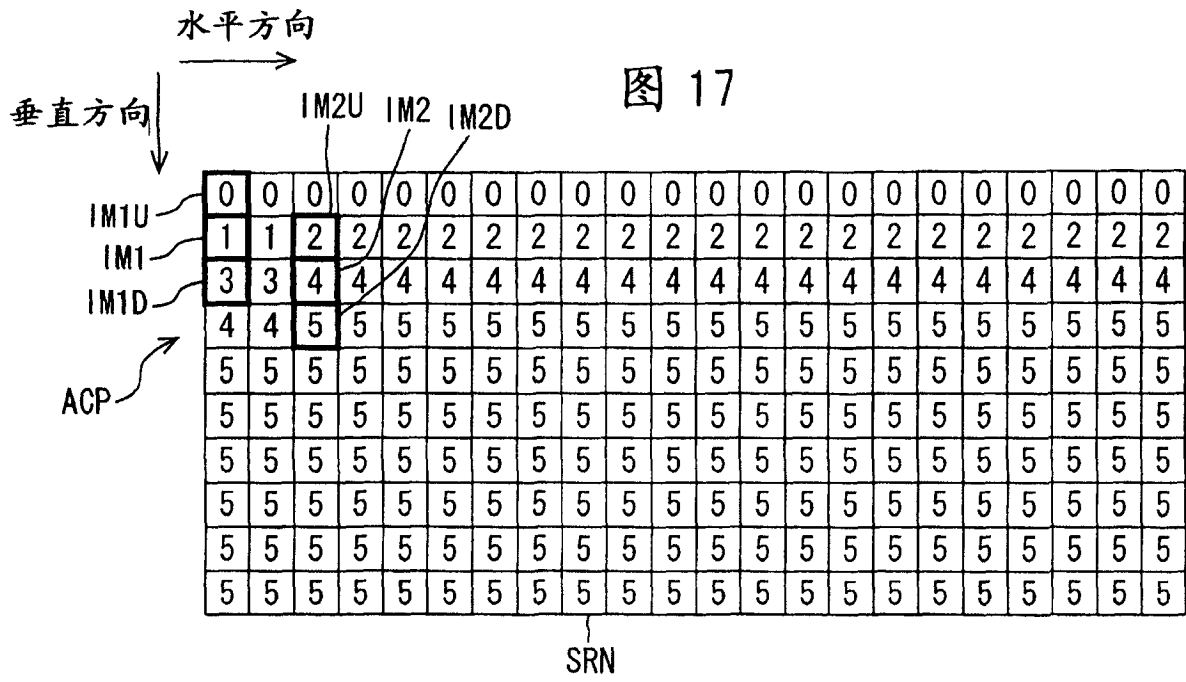 水平方向
图 17
垂直方向
IM2U IM2 IM2D
IM1U
IM1
IM1D
ACP
0 0 0 0 0 0 0 0 0 0 0 0 0 0 0 0 0 0 0 0 0 0
1 1 2 2 2 2 2 2 2 2 2 2 2 2 2 2 2 2 2 2 2 2
3 3 4 4 4 4 4 4 4 4 4 4 4 4 4 4 4 4 4 4 4 4
4 4 5 5 5 5 5 5 5 5 5 5 5 5 5 5 5 5 5 5 5 5
5 5 5 5 5 5 5 5 5 5 5 5 5 5 5 5 5 5 5 5 5 5
5 5 5 5 5 5 5 5 5 5 5 5 5 5 5 5 5 5 5 5 5 5
5 5 5 5 5 5 5 5 5 5 5 5 5 5 5 5 5 5 5 5 5 5
5 5 5 5 5 5 5 5 5 5 5 5 5 5 5 5 5 5 5 5 5 5
5 5 5 5 5 5 5 5 5 5 5 5 5 5 5 5 5 5 5 5 5 5
5 5 5 5 5 5 5 5 5 5 5 5 5 5 5 5 5 5 5 5 5 5
SRN